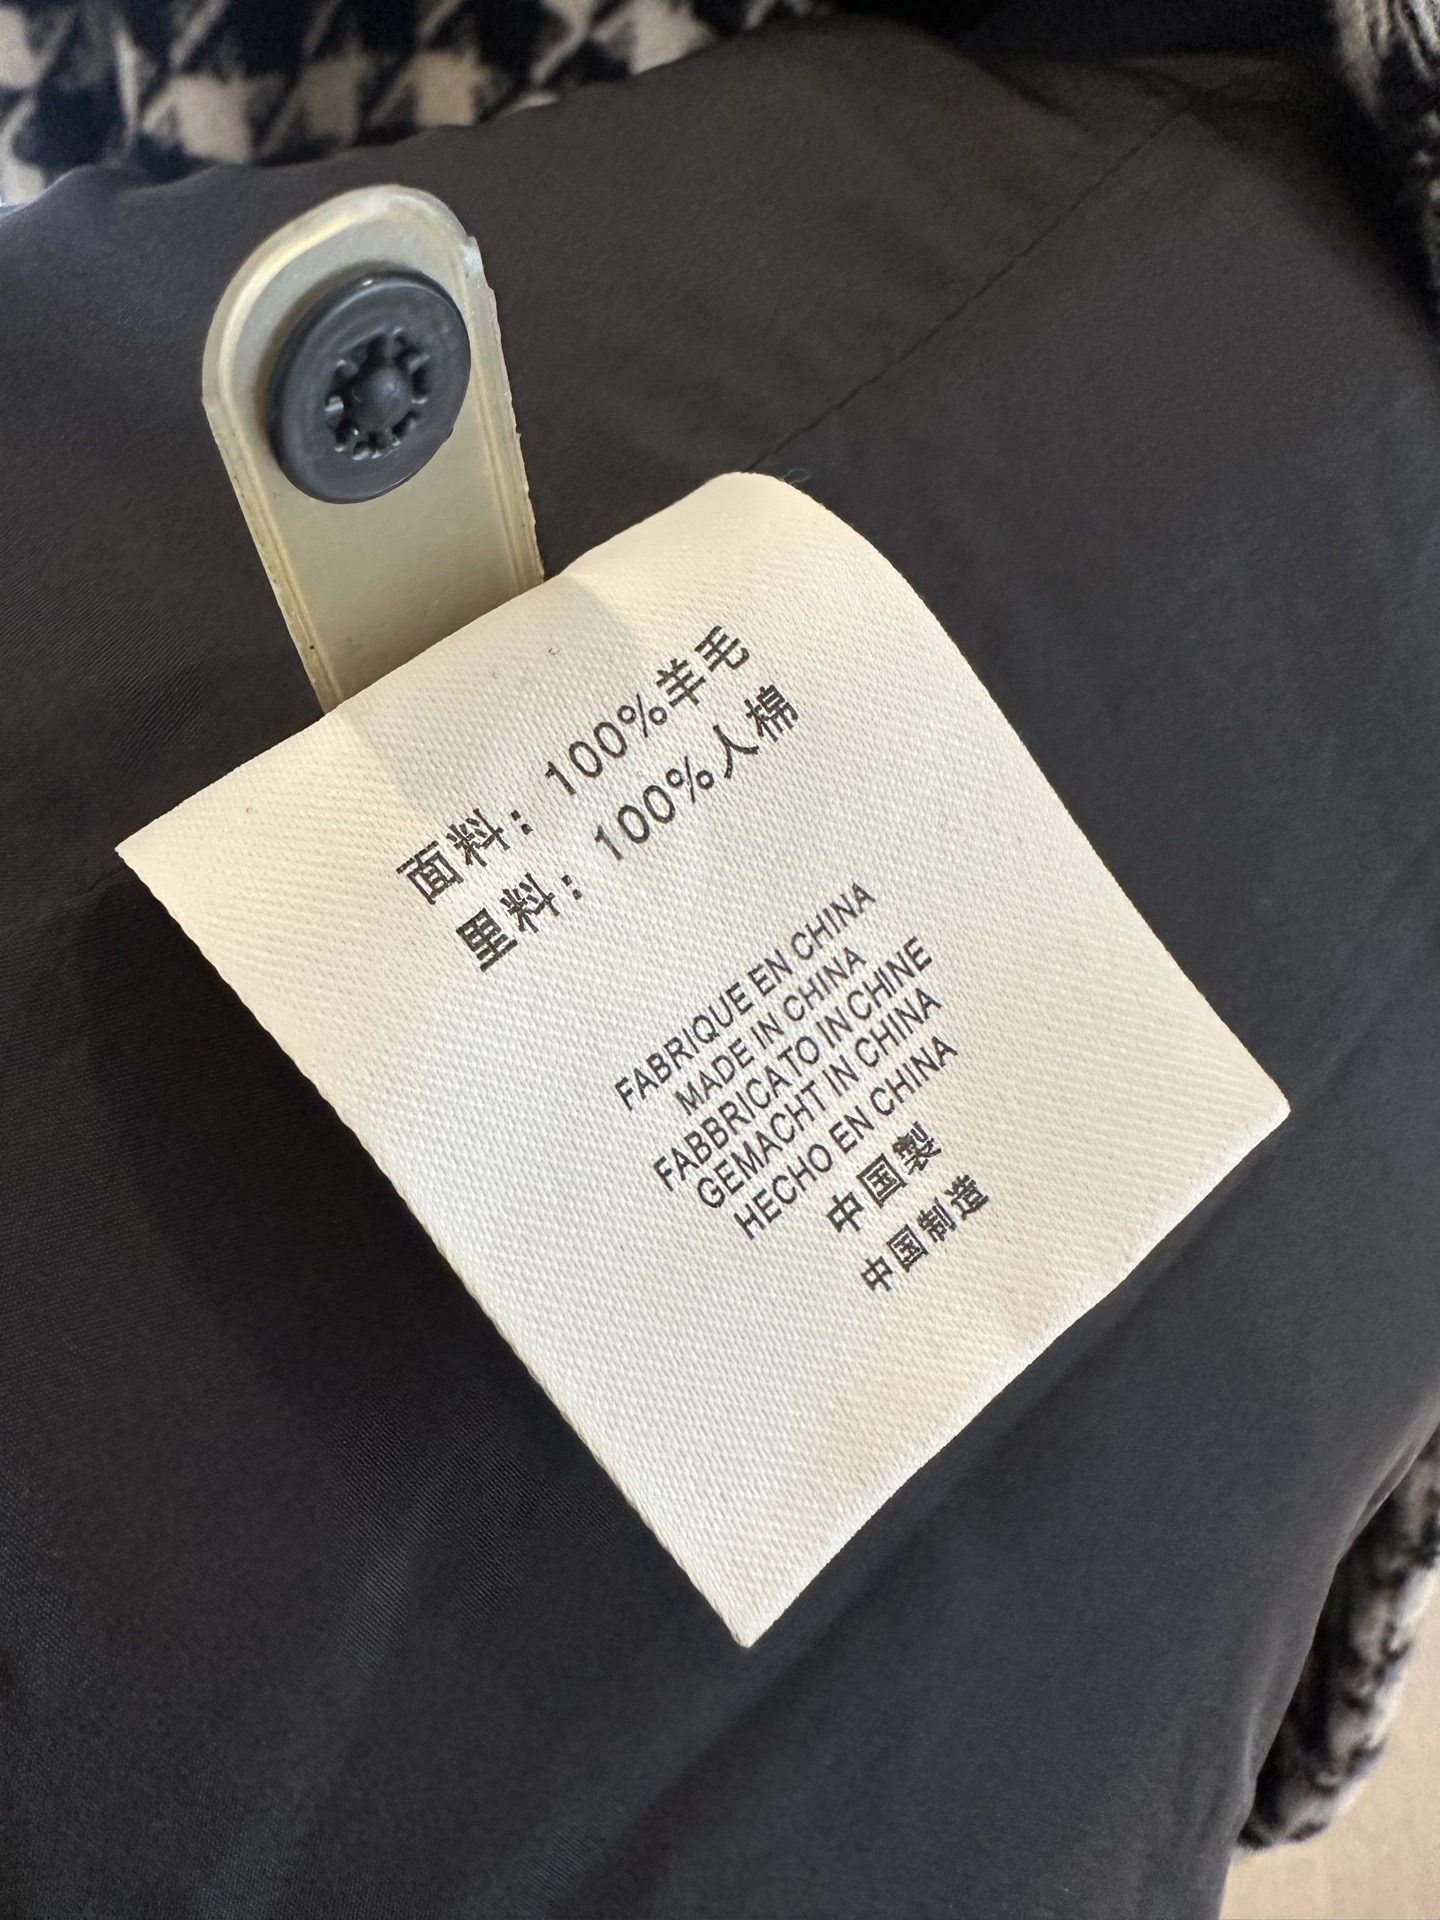 面料：100%羊毛
里料：100%人棉
FABRIQUE EN CHINA
MADE IN CHINA
FABBRICATO IN CHINE
GEMACHT IN CHINA
HECHO EN CHINA
中国製
中国制造